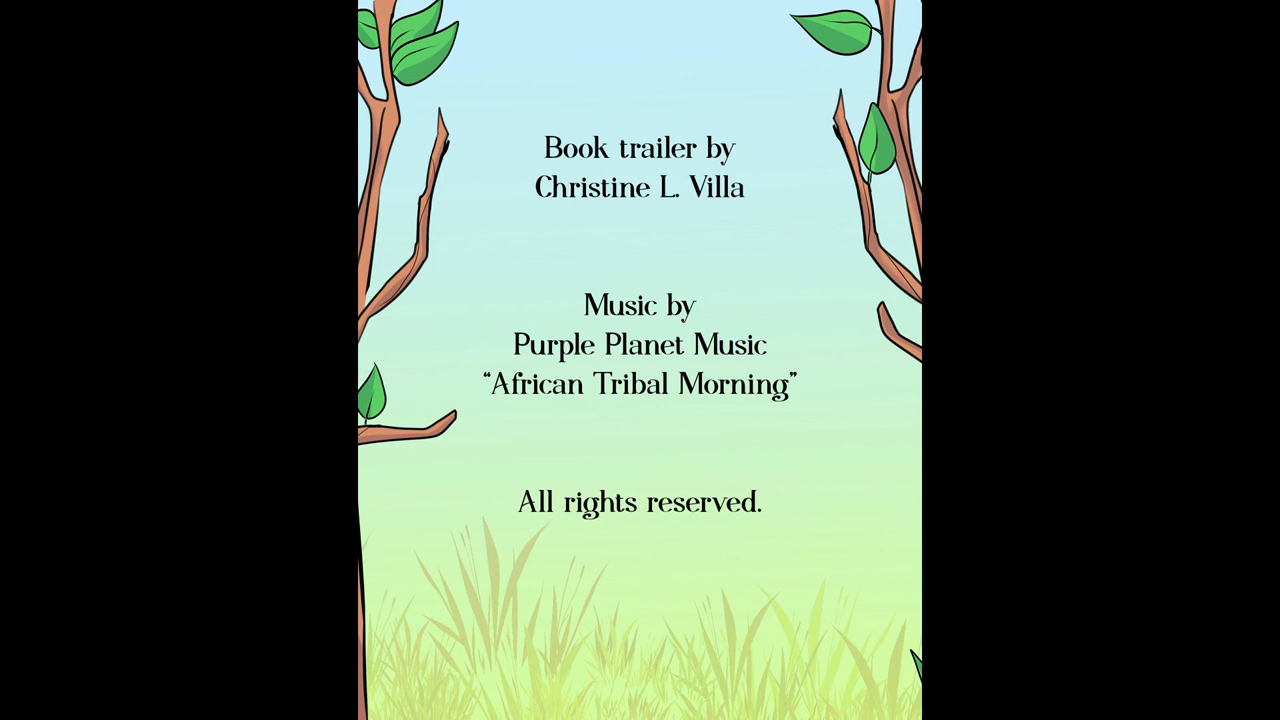 Book trailer by
Christine L. Villa
Music by
Purple Planet Music
“African Tribal Morning”
All rights reserved.